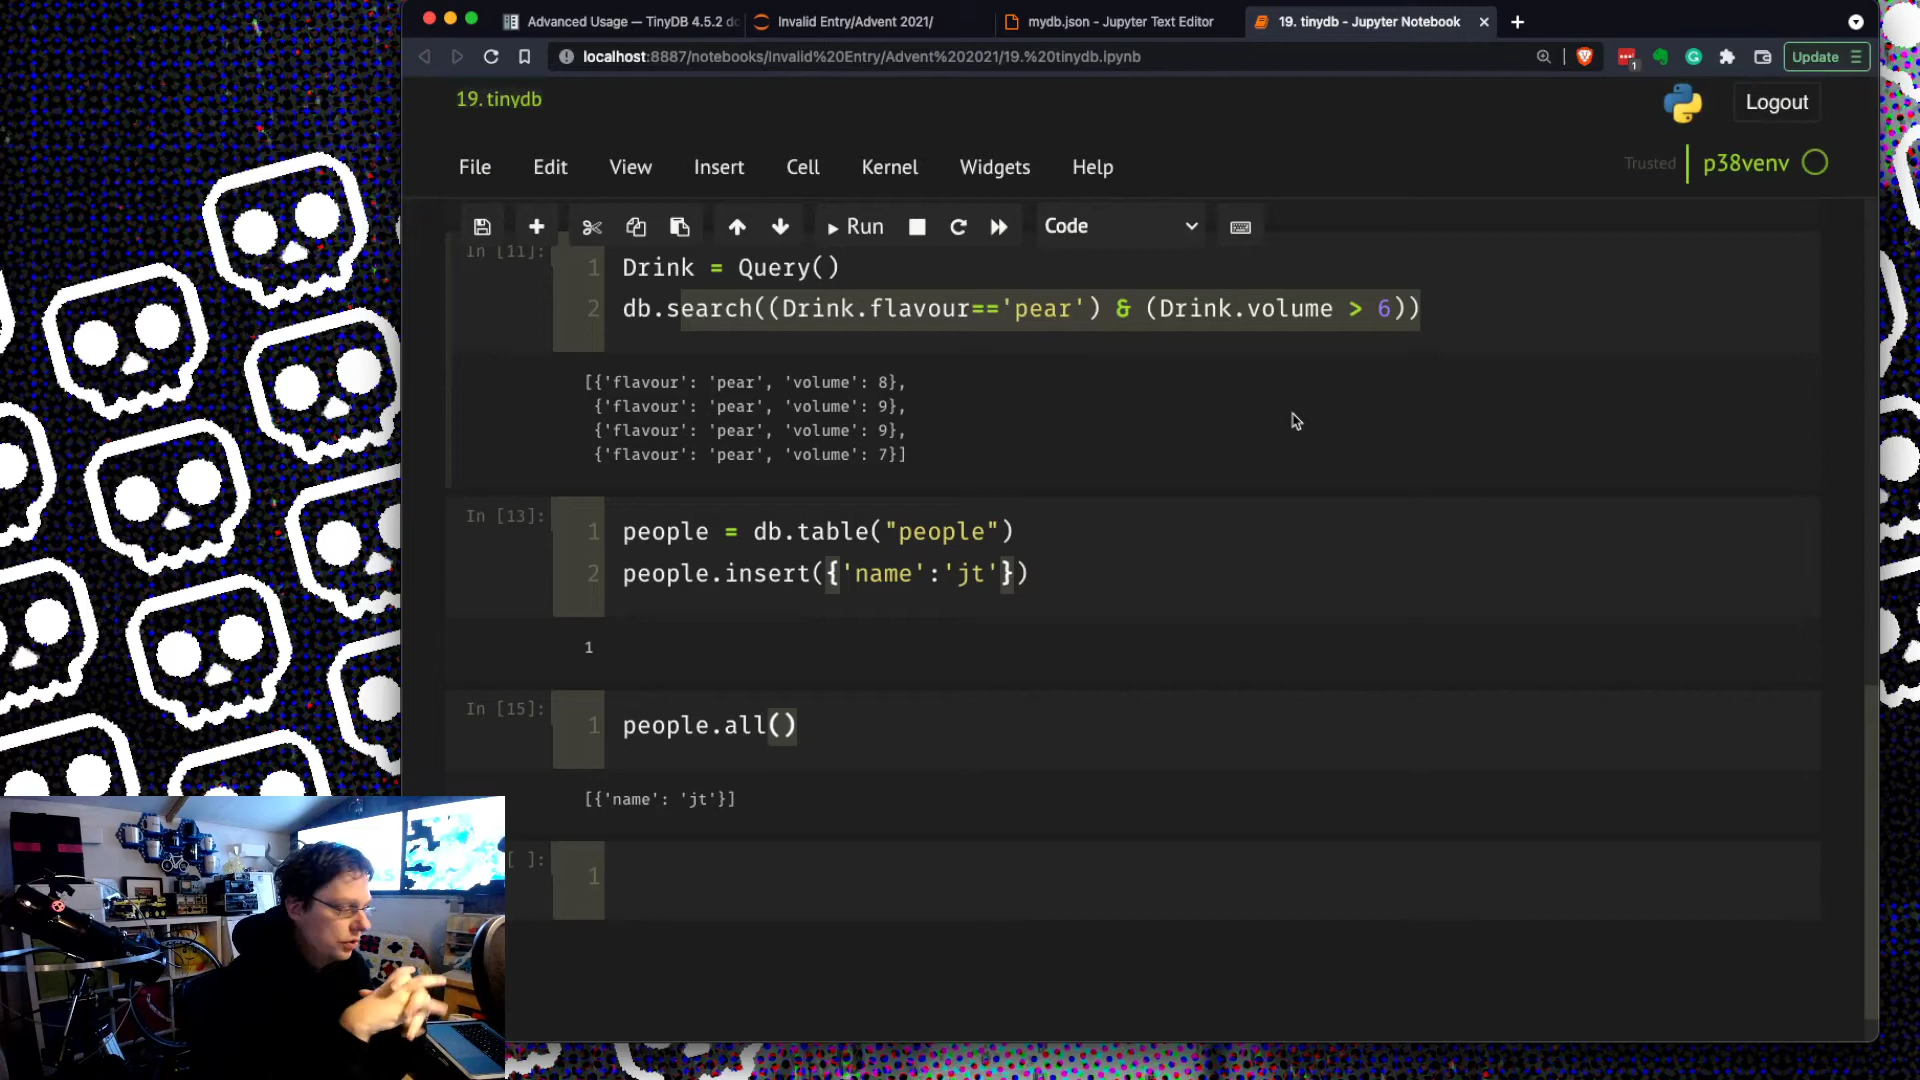 Advanced Usage — TinyDB 4.5.2 do
Invalid Entry/Advent 2021/
mydb.json - Jupyter Text Editor
19. tinydb - Jupyter Notebook
localhost:8887/notebooks/Invalid%20Entry/Advent%202021/19.%20tinydb.ipynb
1
Update
19. tinydb
Logout
File Edit View Insert Cell Kernel Widgets Help
Trusted
p38venv
Run
Code
In [11]:
1 Drink = Query()
2 db.search((Drink.flavour=='pear') & (Drink.volume > 6))
[{'flavour': 'pear', 'volume': 8},
{'flavour': 'pear', 'volume': 9},
{'flavour': 'pear', 'volume': 9},
{'flavour': 'pear', 'volume': 7}]
In [13]:
1 people = db.table("people")
2 people.insert({'name':'jt'})
1
In [15]:
1 people.all()
[{'name': 'jt'}]
[ ]:
1